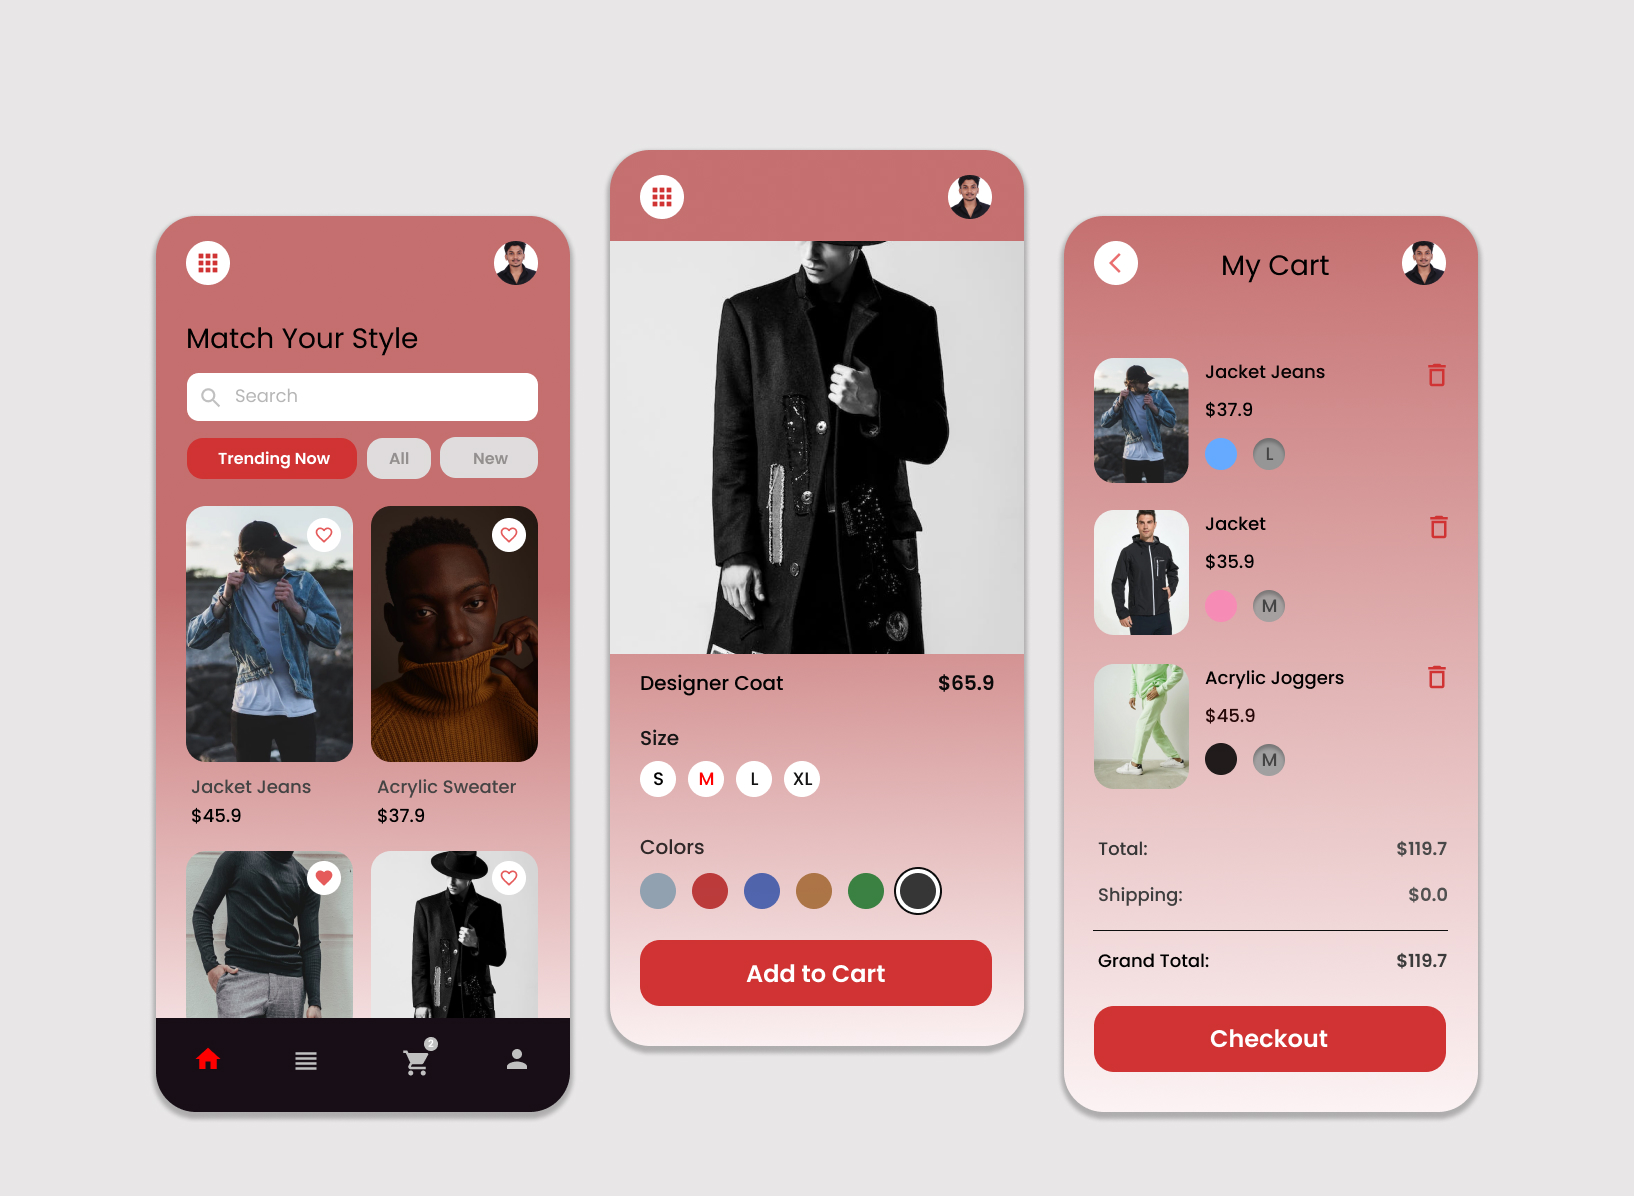 Match Your Style
Search
Trending Now
All
New
Jacket Jeans
$45.9
Acrylic Sweater
$37.9
2
Designer Coat
$65.9
Size
S
M
L
XL
Colors
Add to Cart
My Cart
Jacket Jeans
$37.9
L
Jacket
$35.9
M
Acrylic Joggers
$45.9
M
Total:
$119.7
Shipping:
$0.0
Grand Total:
$119.7
Checkout